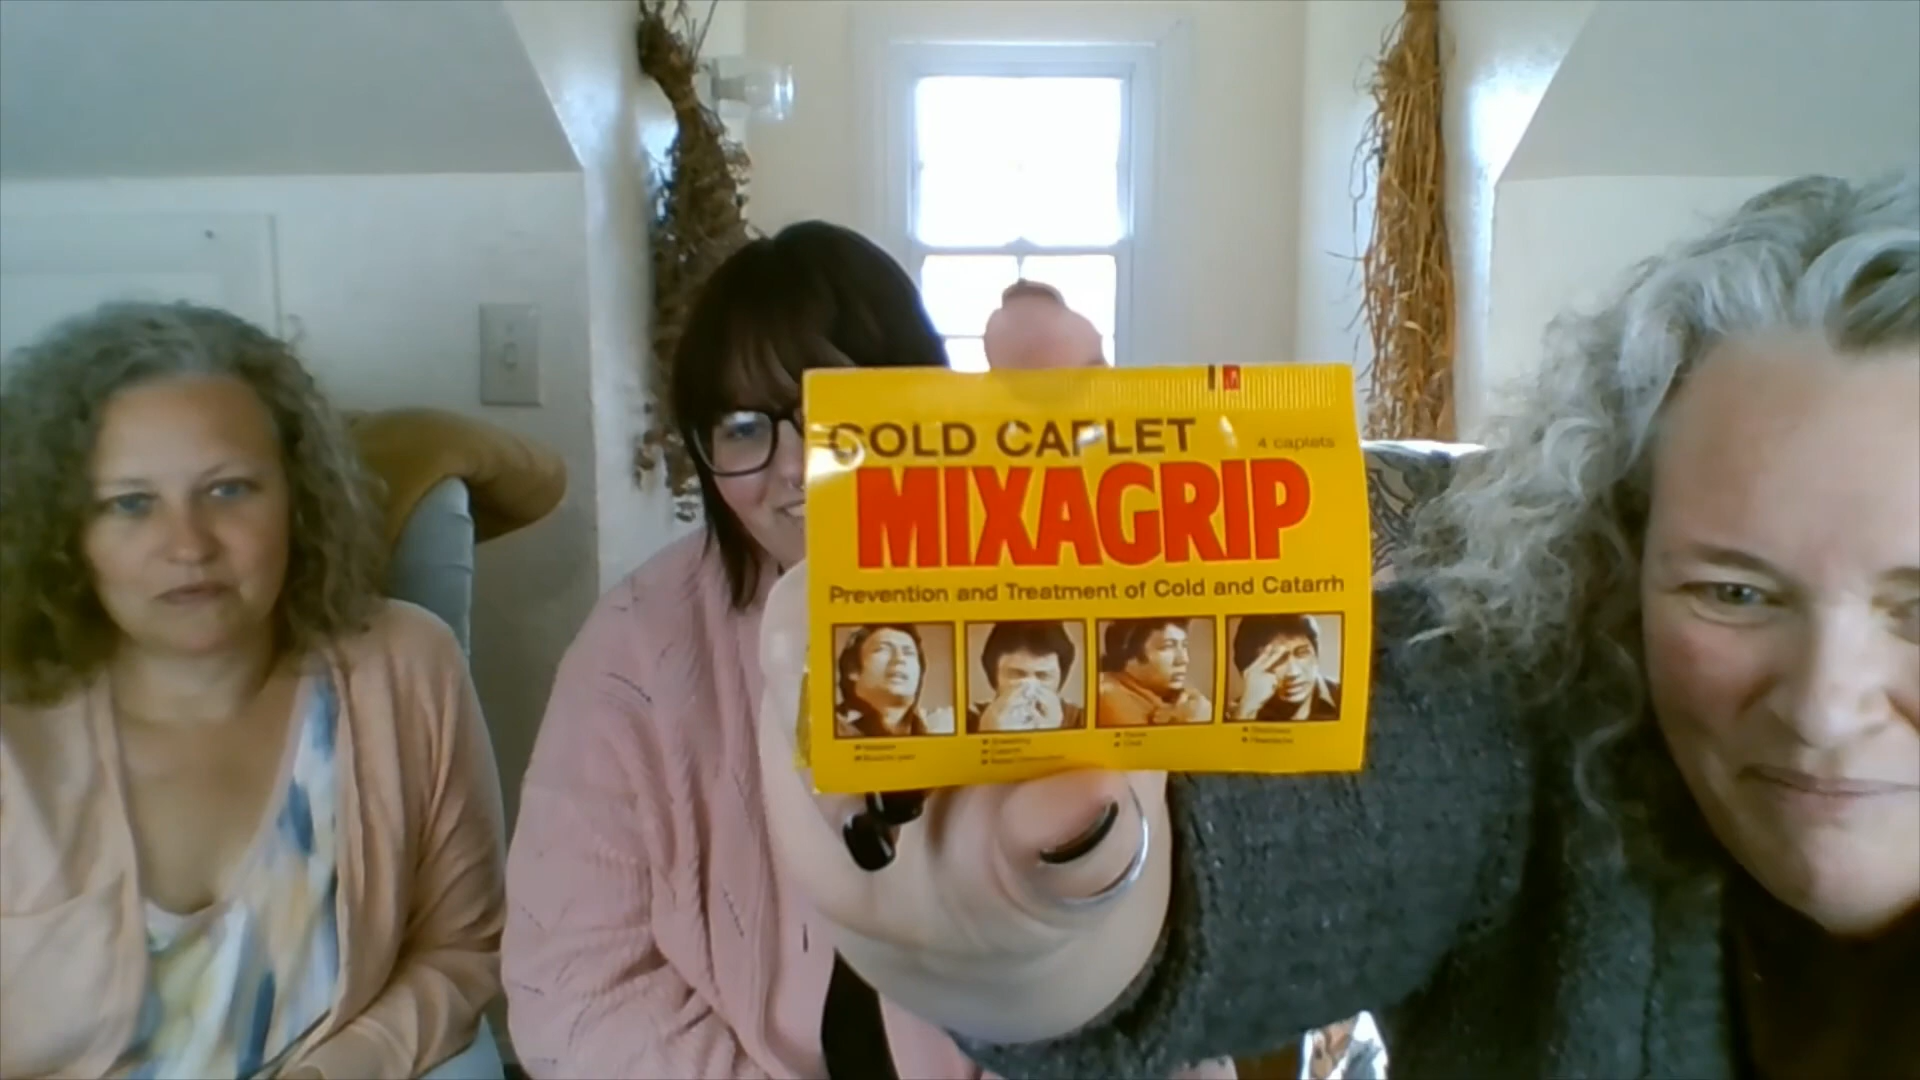 COLD CAPLET
4 caplets
MIXAGRIP
Prevention and Treatment of Cold and Catarrh